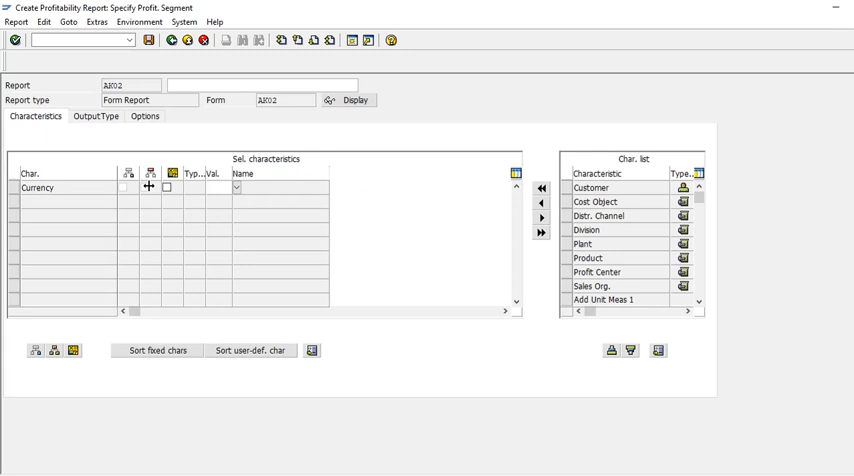 Create Profitability Report: Specify Profit. Segment
Report Edit Goto Extras Environment System Help
Report AK02
Report type Form Report Form AK02 Display
Characteristics OutputType Options
Sel. characteristics
Char. Typ... Val. Name
Currency
Char. list
Characteristic Type..
Customer
Cost Object
Distr. Channel
Division
Plant
Product
Profit Center
Sales Org.
Add Unit Meas 1
Sort fixed chars Sort user-def. char